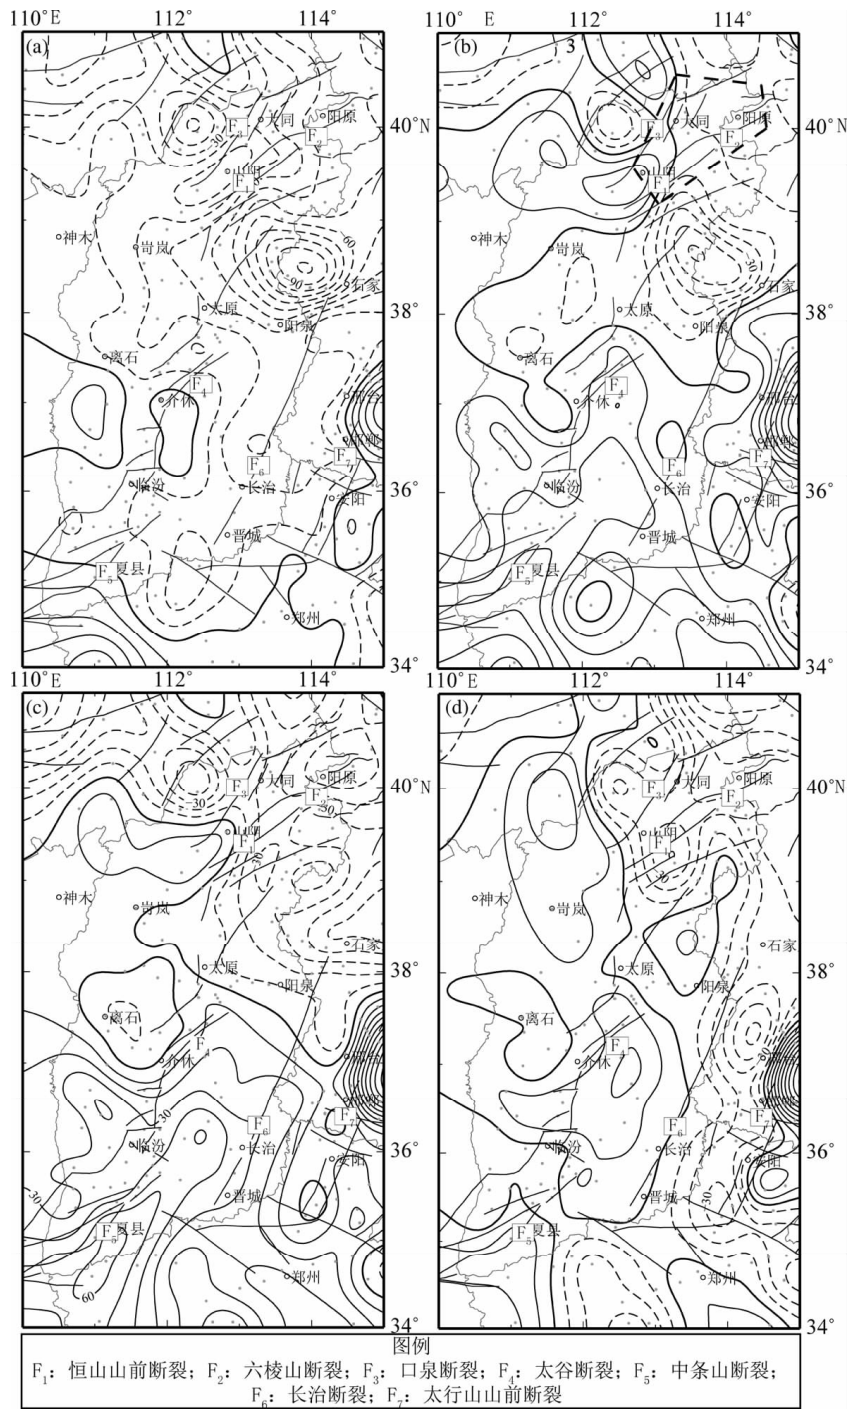 110°E 112° 114°
110°E 112° 114°
(a)
大同
阳原
F3
F2
30
山阴
F1
神木
岢岚
60
90
石家
太原
阳泉
离石
F4
介休
邢台
邯郸
F6
F7
临汾
长治
安阳
晋城
F5 夏县
郑州
(b)
3
40°N
大同
阳原
F3
F2
山阴
F1
神木
岢岚
30
石家
38°
太原
阳泉
离石
F4
介休
邢台
邯郸
F6
F7
36°
临汾
长治
安阳
晋城
F5 夏县
郑州
34°
110°E 112° 114°
110°E 112° 114°
(c)
大同
阳原
F3
F2
-30
30
山阴
F1
30
神木
岢岚
石家
太原
阳泉
离石
F4
介休
邢台
30
F6
F7
临汾
长治
安阳
-30
晋城
F5 夏县
60
郑州
(d)
40°N
大同
阳原
F3
F2
山阴
F1
-30
神木
岢岚
石家
38°
太原
阳泉
离石
F4
介休
F6
F7
36°
临汾
长治
安阳
晋城
-30
F5 夏县
郑州
34°
图例
F1: 恒山山前断裂; F2: 六棱山断裂; F3: 口泉断裂; F4: 太谷断裂; F5: 中条山断裂;
F6: 长治断裂; F7: 太行山山前断裂